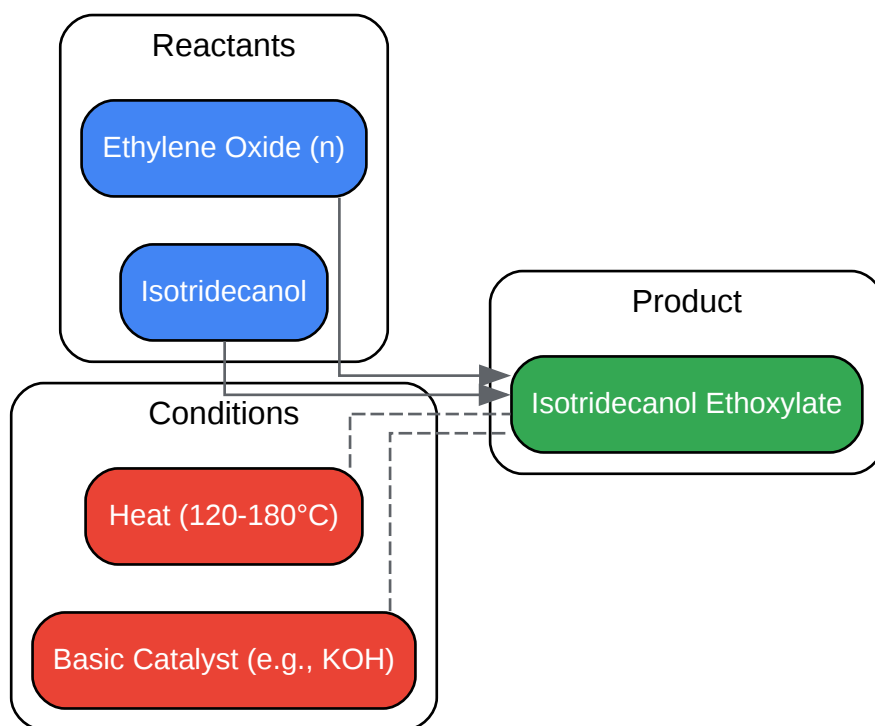 Reactants
Ethylene Oxide (n)
Isotridecanol
Product
Isotridecanol Ethoxylate
Conditions
Heat (120-180°C)
Basic Catalyst (e.g., KOH)